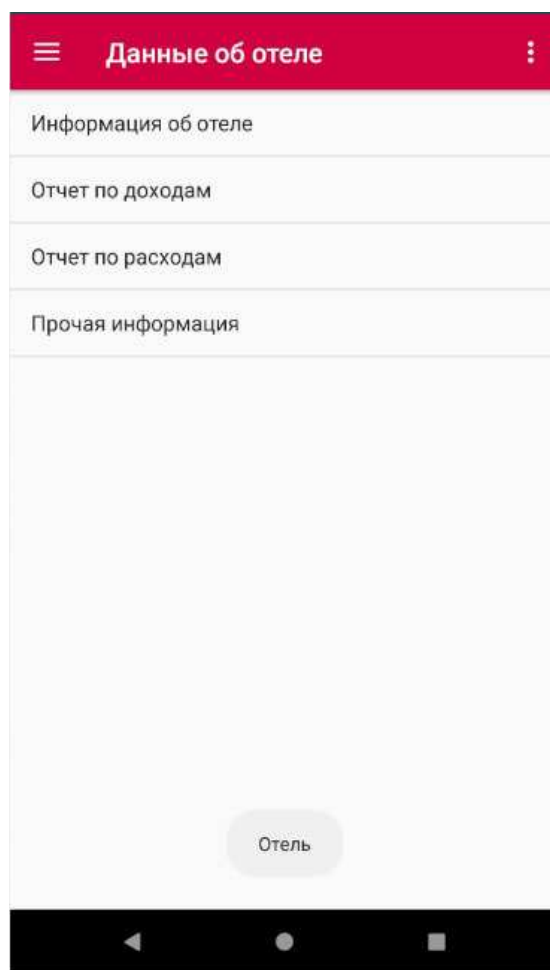 Данные об отеле
Информация об отеле
Отчет по доходам
Отчет по расходам
Прочая информация
Отель